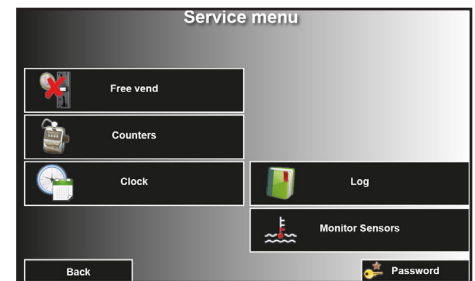 Service menu
Free vend
Counters
Clock
Log
Monitor Sensors
Back
Password